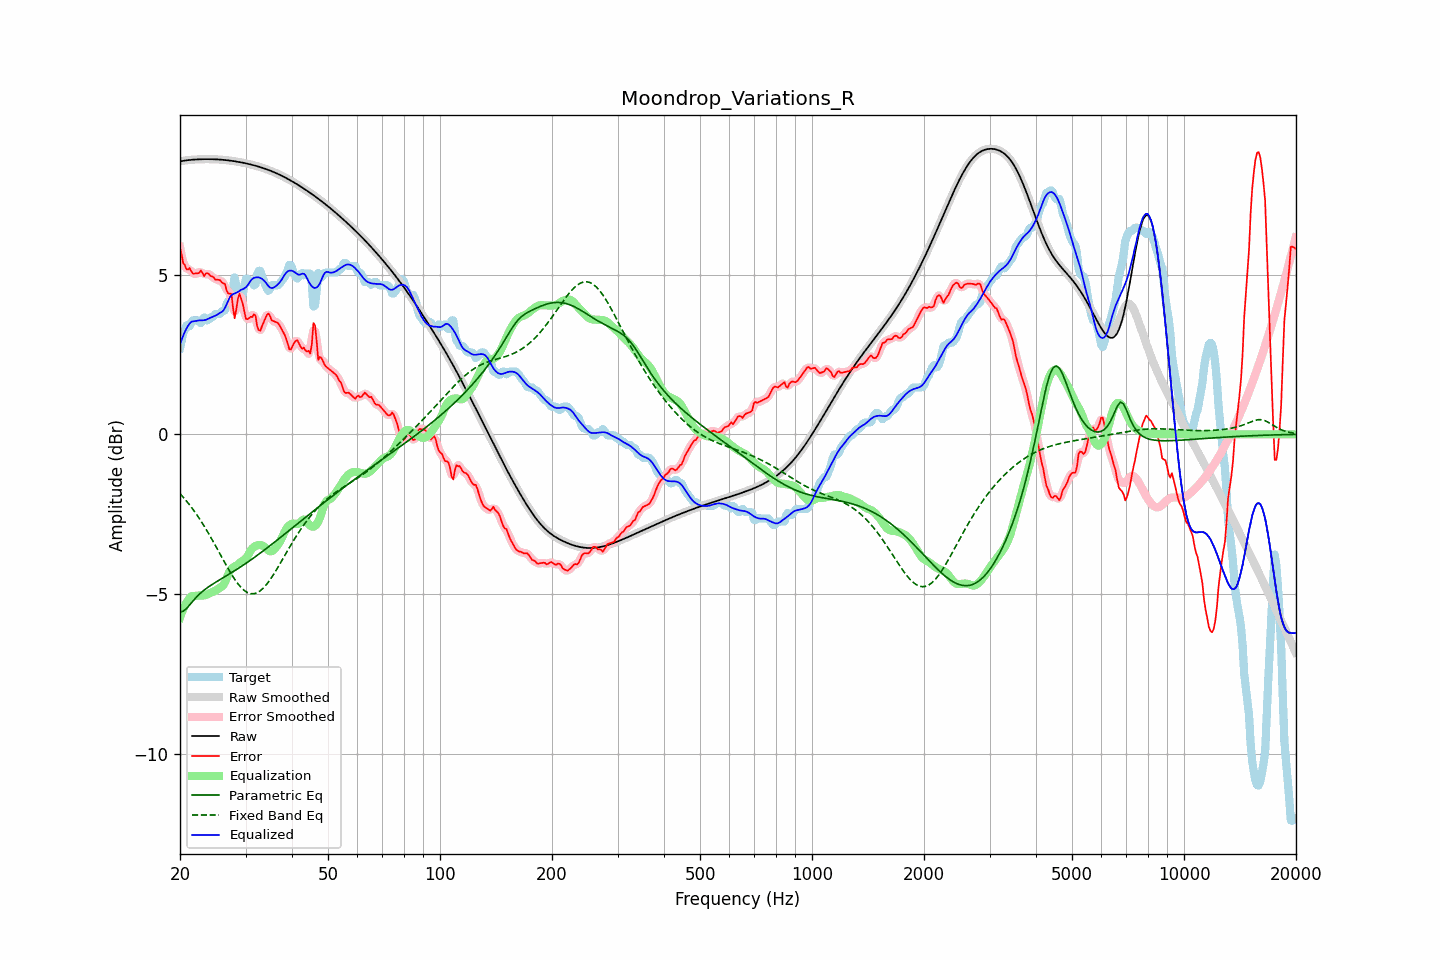 Moondrop_Variations_R
Amplitude (dBr)
5
0
−5
−10
Target
Raw Smoothed
Error Smoothed
Raw
Error
Equalization
Parametric Eq
Fixed Band Eq
Equalized
20 50 100 200 500 1000 2000 5000 10000 20000
Frequency (Hz)